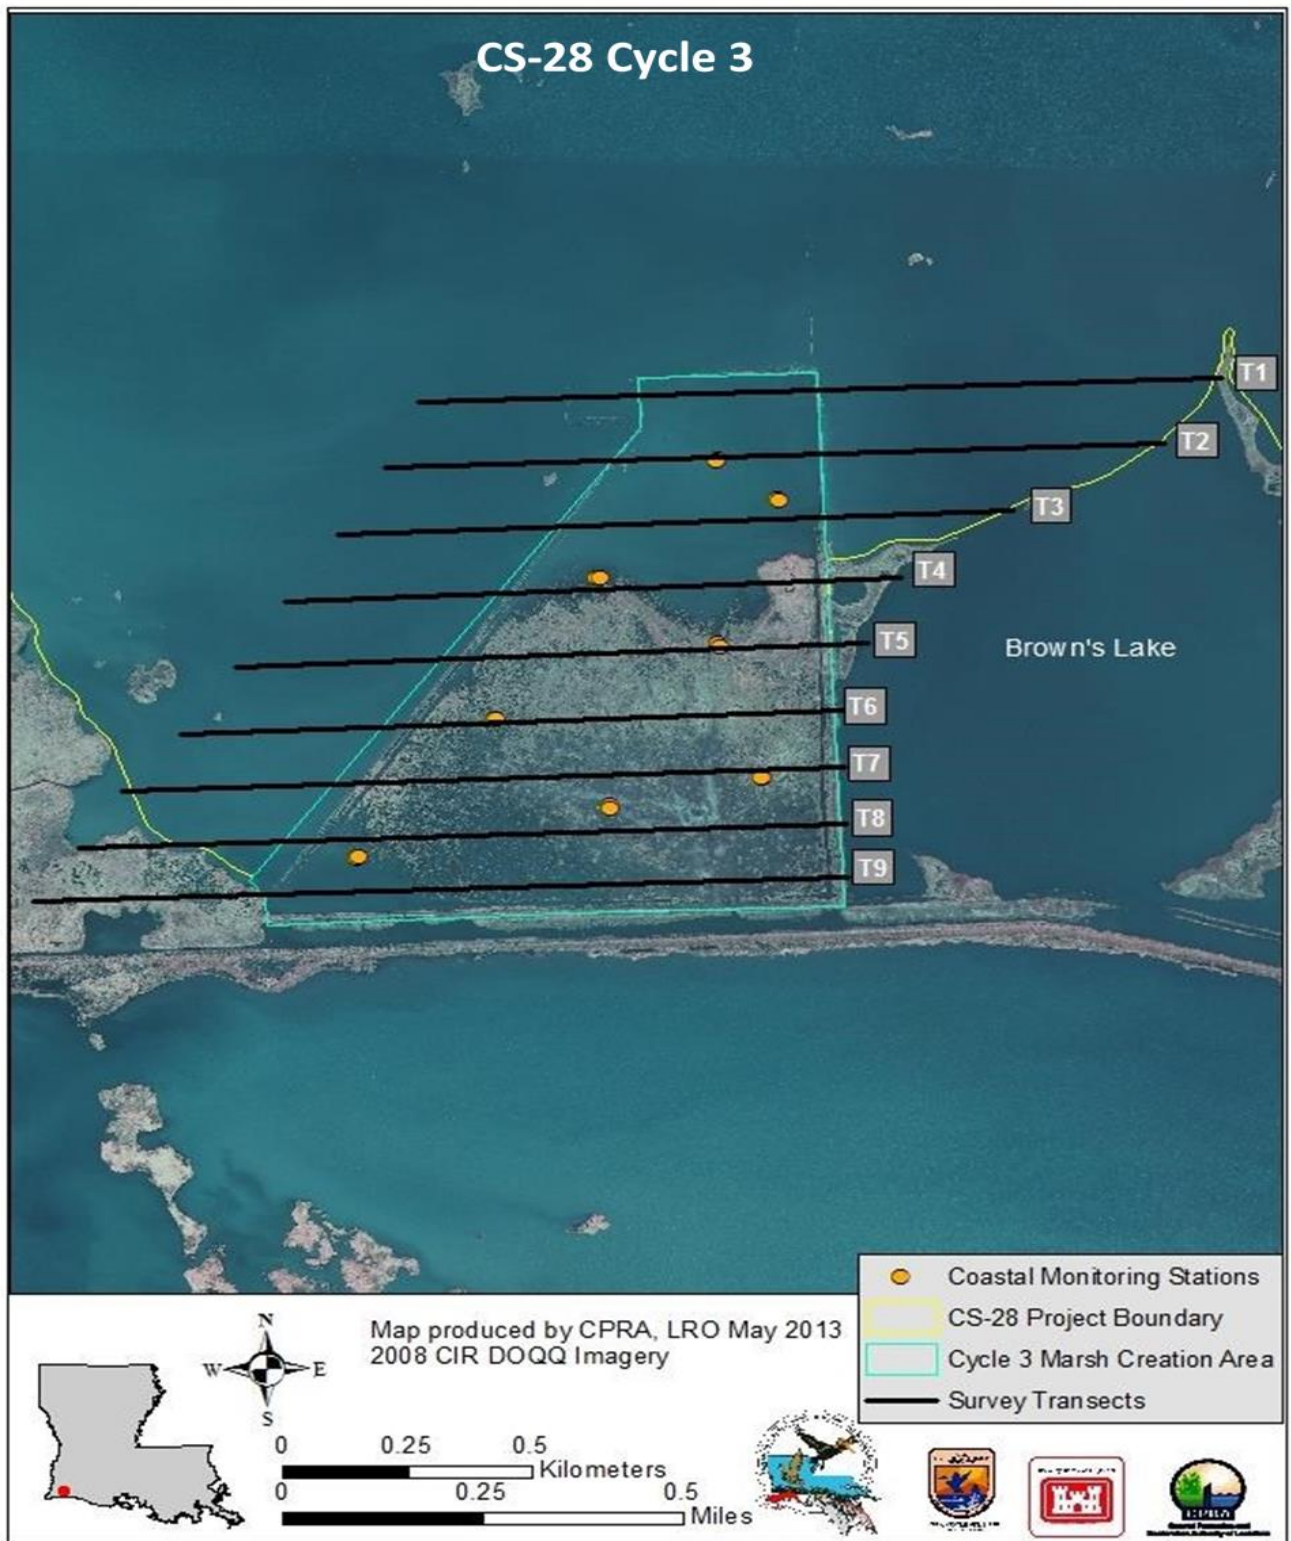 CS-28 Cycle 3
T1
T2
T3
T4
T5
Brown's Lake
T6
T7
T8
T9
Coastal Monitoring Stations
CS-28 Project Boundary
Cycle 3 Marsh Creation Area
Survey Transects
Map produced by CPRA, LRO May 2013
2008 CIR DOQQ Imagery
N
W E
S
0 0.25 0.5
Kilometers
0 0.25 0.5
Miles